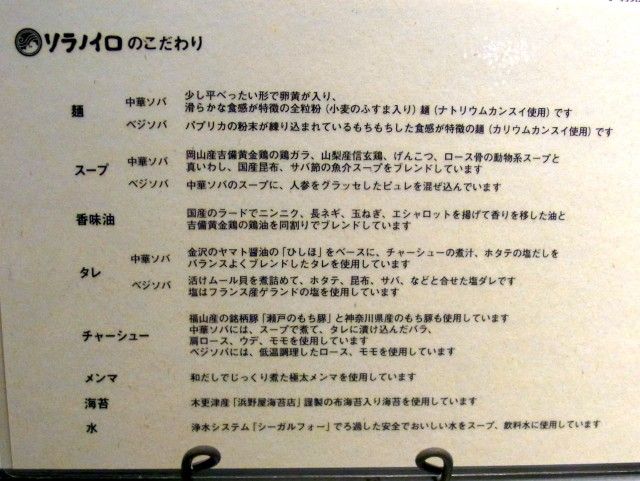 ソラノイロ のこだわり
麺 中華ソバ 少し平べったい形で卵黄が入り、
滑らかな食感が特徴の全粒粉(小麦のふすま入り)麺(ナトリウムカンスイ使用)です
ベジソバ パプリカの粉末が練り込まれているもちもちした食感が特徴の麺(カリウムカンスイ使用)です
スープ 中華ソバ 岡山産吉備黄金鶏の鶏ガラ、山梨産信玄鶏、げんこつ、ロース骨の動物系スープと
真いわし、国産昆布、サバ節の魚介スープをブレンドしています
ベジソバ 中華ソバのスープに、人参をグラッセしたピュレを混ぜ込んでいます
香味油 国産のラードでニンニク、長ネギ、玉ねぎ、エシャロットを揚げて香りを移した油と
吉備黄金鶏の鶏油を同割りでブレンドしています
タレ 中華ソバ 金沢のヤマト醤油の「ひしほ」をベースに、チャーシューの煮汁、ホタテの塩だしを
バランスよくブレンドしたタレを使用しています
ベジソバ 活けムール貝を煮詰めて、ホタテ、昆布、サバ、などと合せた塩ダレです
塩はフランス産ゲランドの塩を使用しています
チャーシュー 福山産の銘柄豚「瀬戸のもち豚」と神奈川県産のもち豚も使用しています
中華ソバには、スープで煮て、タレに漬け込んだバラ、
肩ロース、ウデ、モモを使用しています
ベジソバには、低温調理したロース、モモを使用しています
メンマ 和だしでじっくり煮た極太メンマを使用しています
海苔 木更津産「浜野屋海苔店」謹製の布海苔入り海苔を使用しています
水 浄水システム「シーガルフォー」でろ過した安全でおいしい水をスープ、飲料水に使用しています